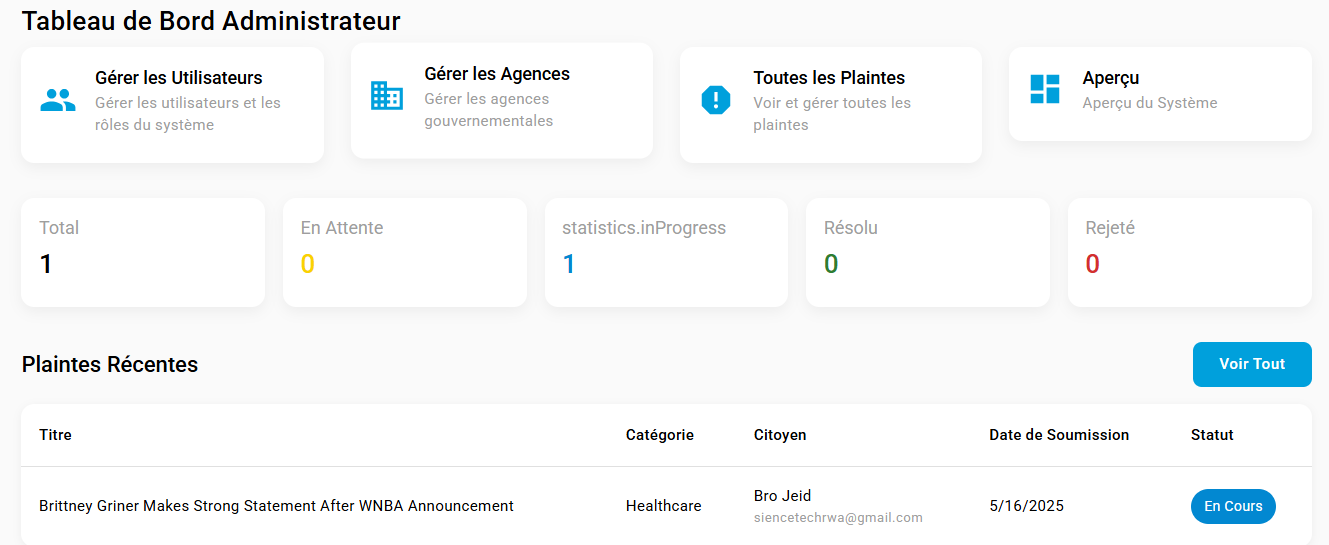 Tableau de Bord Administrateur
Gérer les Utilisateurs
Gérer les utilisateurs et les
rôles du système
Gérer les Agences
Gérer les agences
gouvernementales
Toutes les Plaintes
Voir et gérer toutes les
plaintes
Aperçu
Aperçu du Système
Total
1
En Attente
0
statistics.inProgress
1
Résolu
0
Rejeté
0
Plaintes Récentes
Voir Tout
Titre Catégorie Citoyen Date de Soumission Statut
Brittney Griner Makes Strong Statement After WNBA Announcement Healthcare Bro Jeid 5/16/2025 En Cours
siencetechrwa@gmail.com